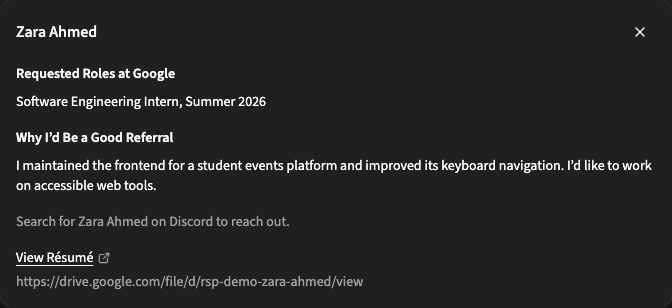 Zara Ahmed
Requested Roles at Google
Software Engineering Intern, Summer 2026
Why I’d Be a Good Referral
I maintained the frontend for a student events platform and improved its keyboard navigation. I’d like to work
on accessible web tools.
Search for Zara Ahmed on Discord to reach out.
View Résumé
https://drive.google.com/file/d/rsp-demo-zara-ahmed/view